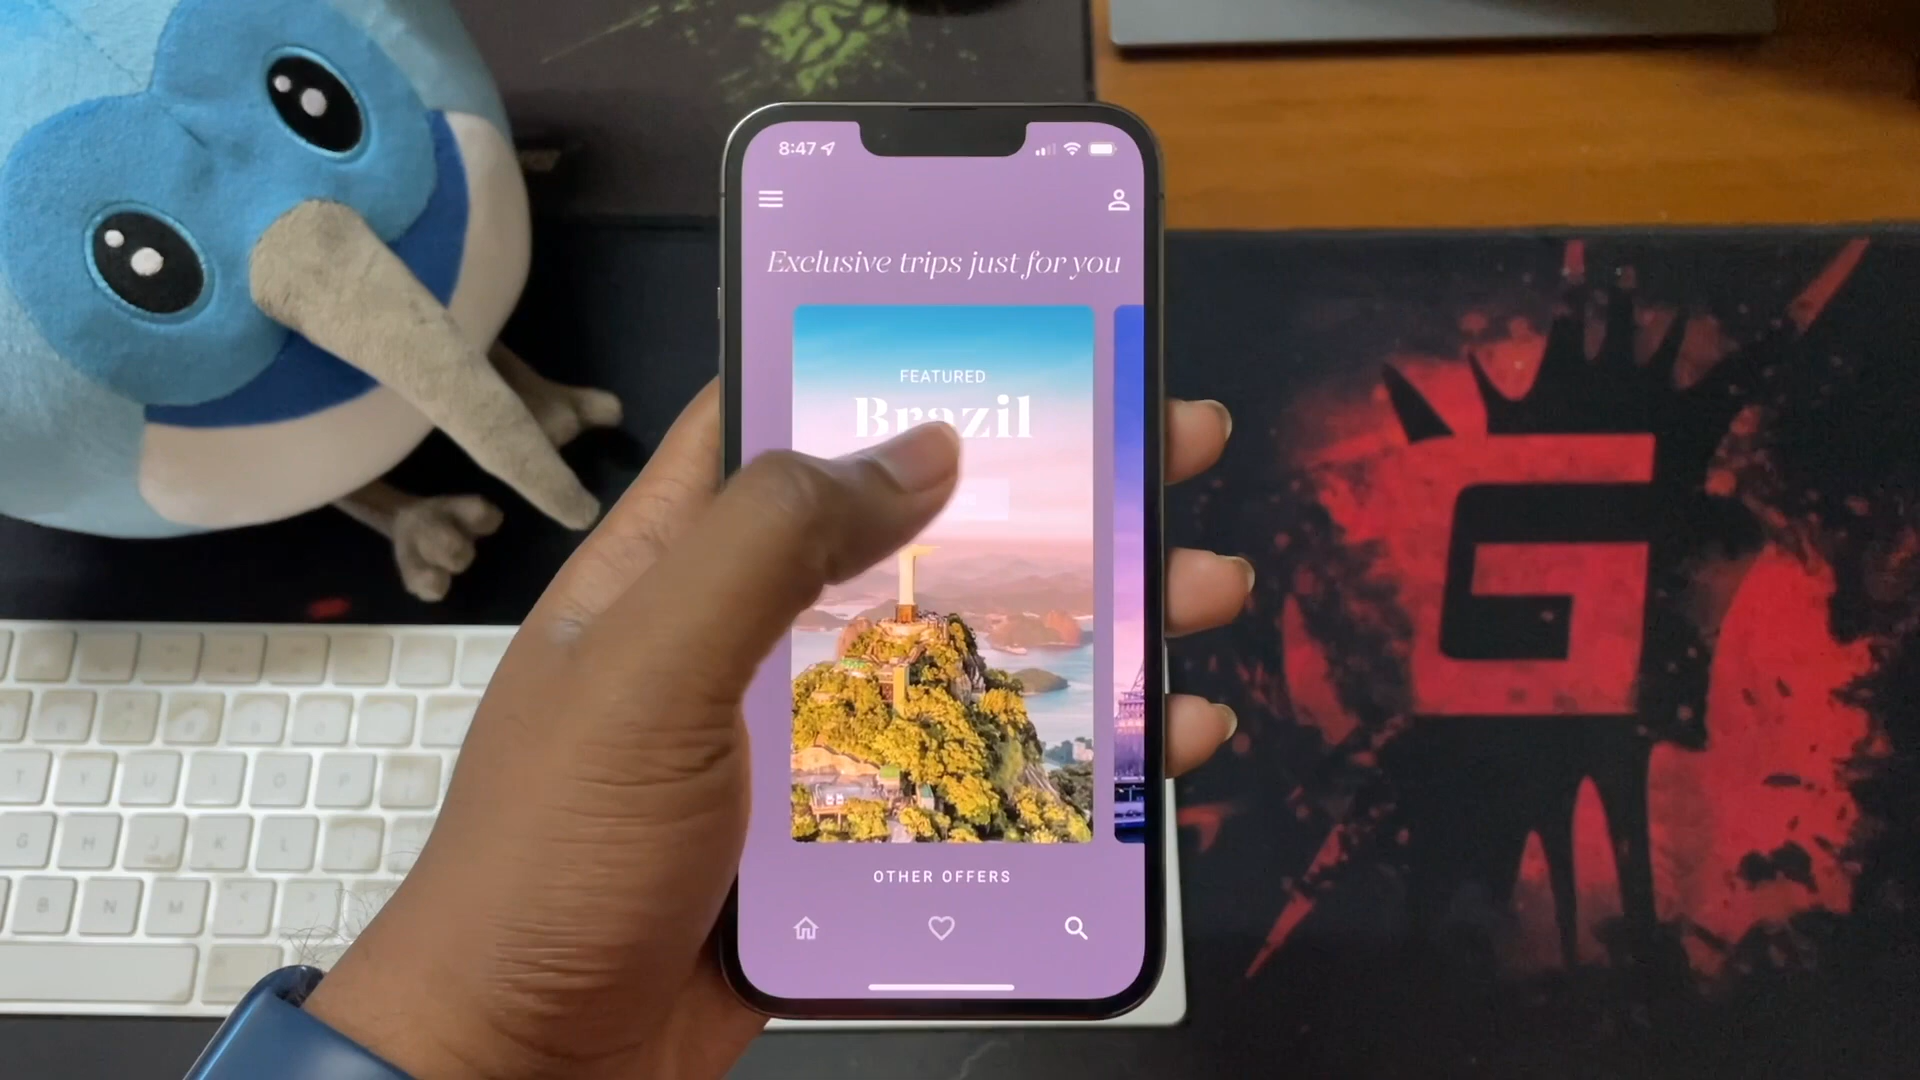 8:47
Exclusive trips just for you
FEATURED
Brazil
OTHER OFFERS
G
T Y U I O P
G H J K L
B N M